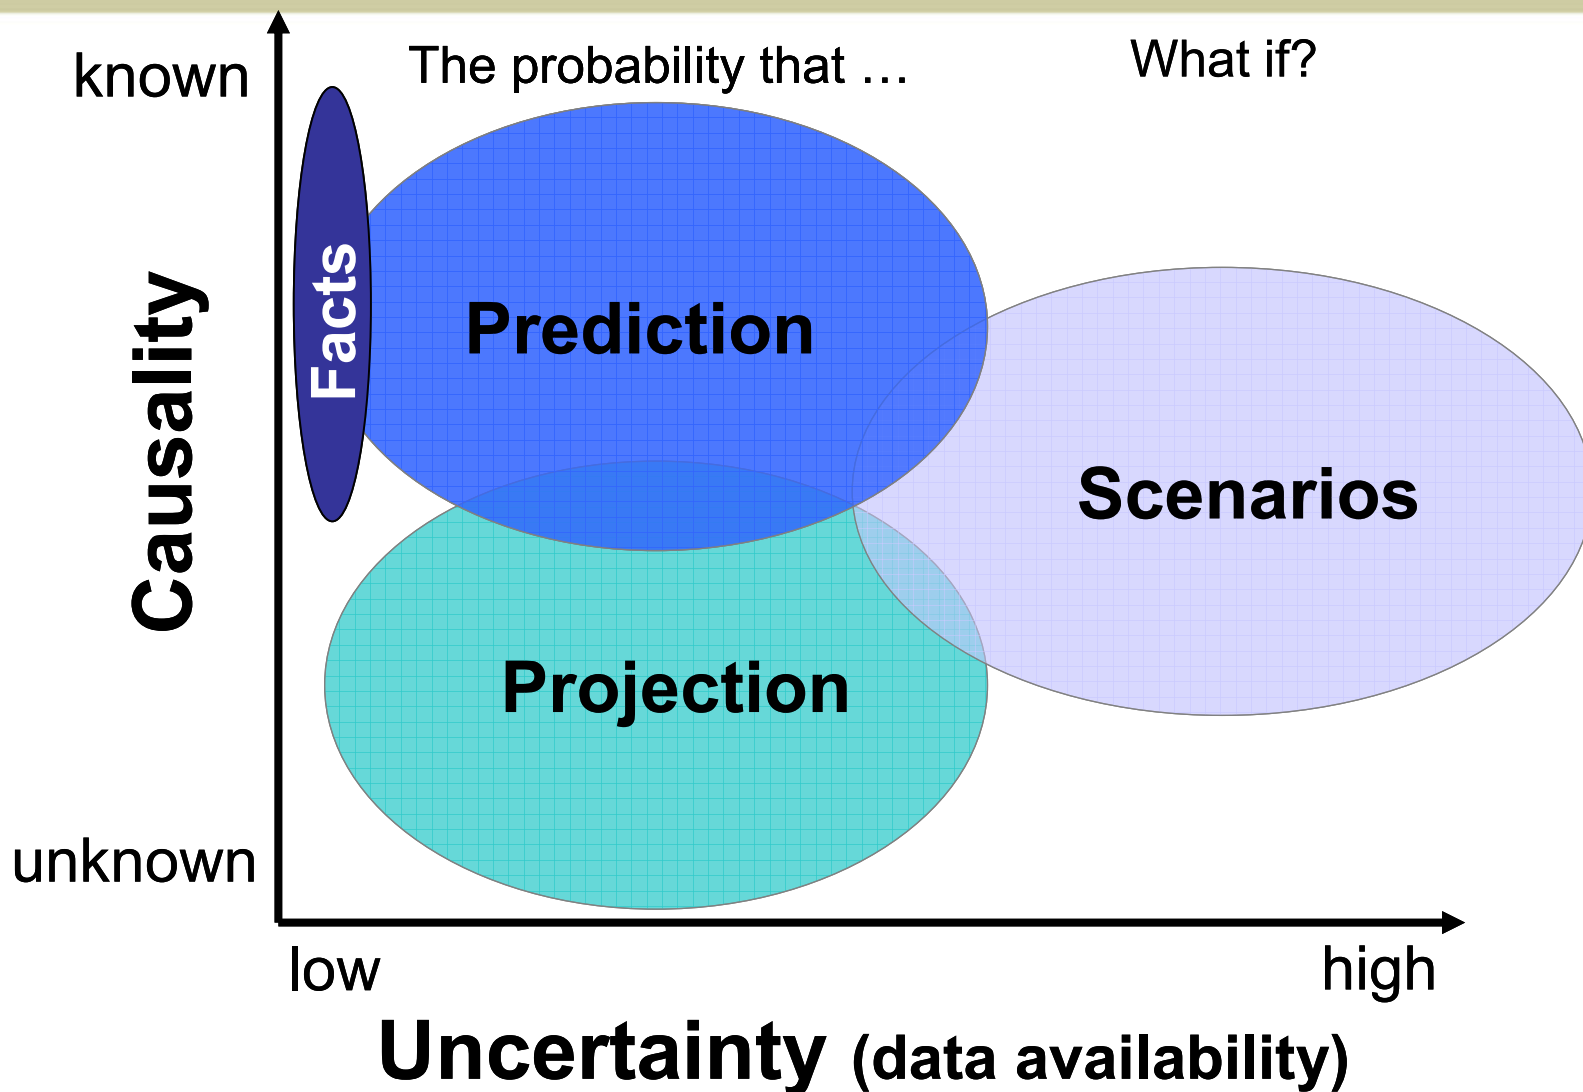 known
The probability that …
What if?
Facts
Prediction
Causality
Scenarios
Projection
unknown
low
high
Uncertainty (data availability)